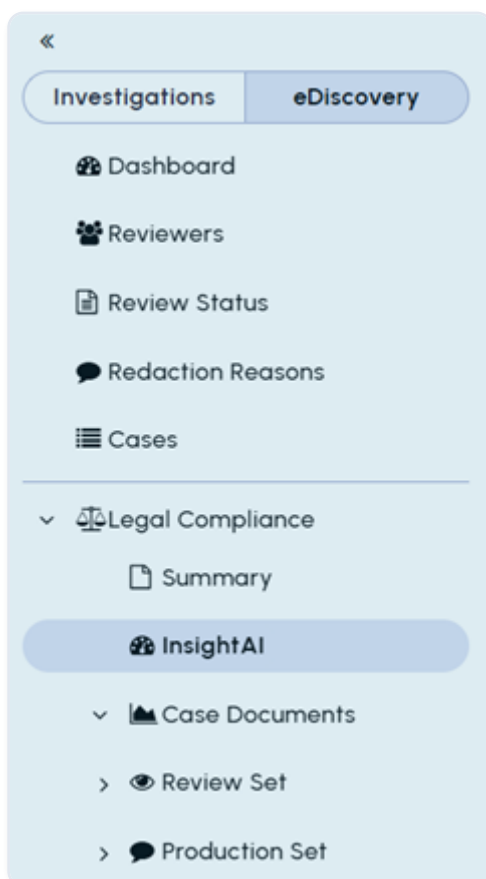 «
Investigations eDiscovery
Dashboard
Reviewers
Review Status
Redaction Reasons
Cases
Legal Compliance
Summary
InsightAI
Case Documents
Review Set
Production Set